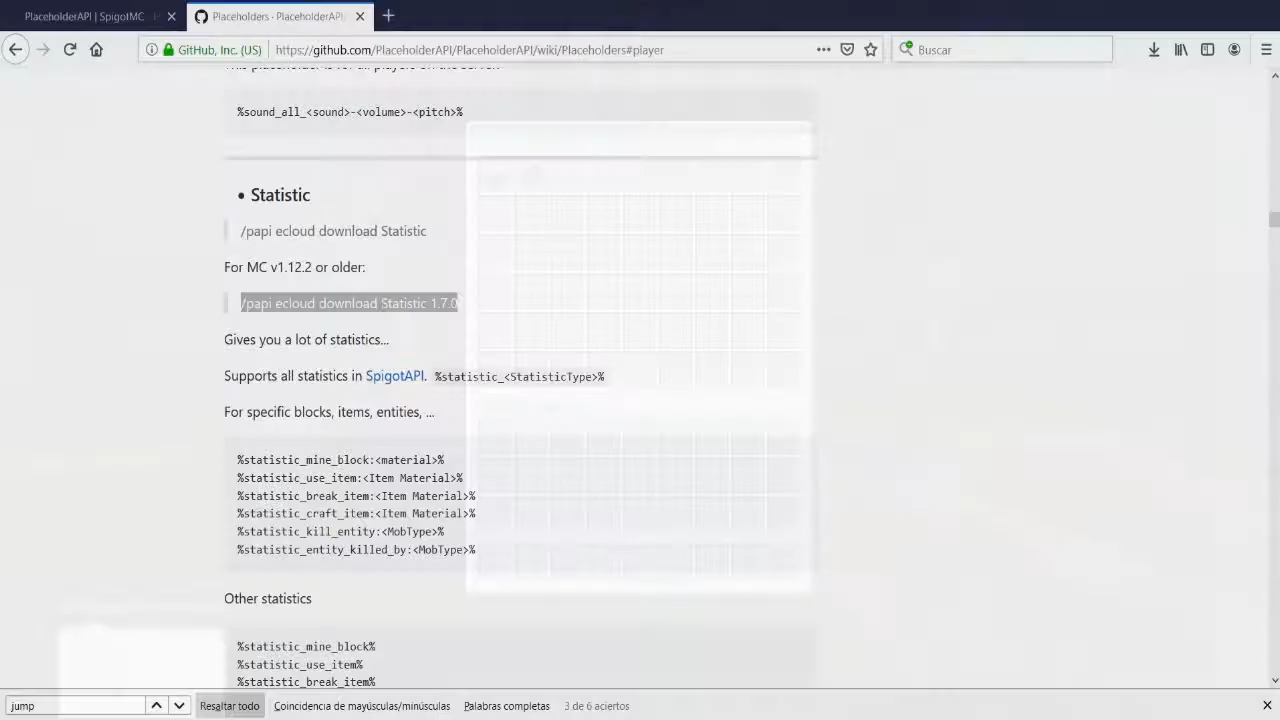 PlaceholderAPI | SpigotMC
Placeholders · PlaceholderAPI
GitHub, Inc. (US)
https://github.com/PlaceholderAPI/PlaceholderAPI/wiki/Placeholders#player
Buscar
%sound_all_<sound>-<volume>-<pitch>%
• Statistic
/papi ecloud download Statistic
For MC v1.12.2 or older:
/papi ecloud download Statistic 1.7.0
Gives you a lot of statistics...
Supports all statistics in SpigotAPI. %statistic_<StatisticType>%
For specific blocks, items, entities, ...
%statistic_mine_block:<material>%
%statistic_use_item:<Item Material>%
%statistic_break_item:<Item Material>%
%statistic_craft_item:<Item Material>%
%statistic_kill_entity:<MobType>%
%statistic_entity_killed_by:<MobType>%
Other statistics
%statistic_mine_block%
%statistic_use_item%
%statistic_break_item%
jump
Resaltar todo
Coincidencia de mayúsculas/minúsculas
Palabras completas
3 de 6 aciertos